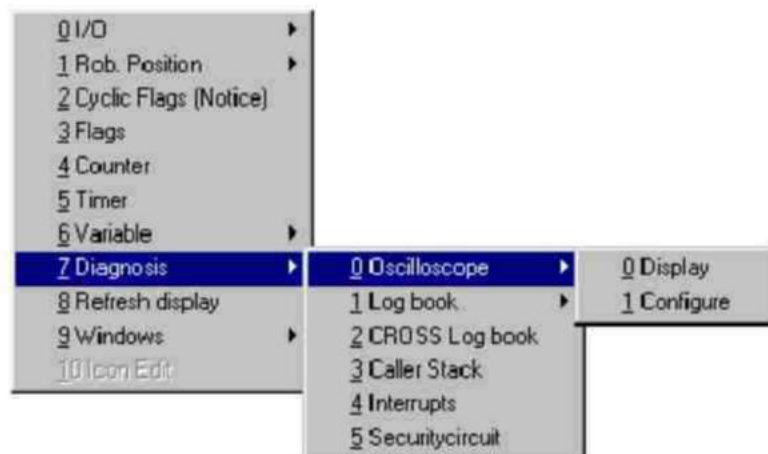 0 I/O
1 Rob. Position
2 Cyclic Flags (Notice)
3 Flags
4 Counter
5 Timer
6 Variable
7 Diagnosis
8 Refresh display
9 Windows
10 Icon Edit
0 Oscilloscope
1 Log book
2 CROSS Log book
3 Caller Stack
4 Interrupts
5 Securitycircuit
0 Display
1 Configure